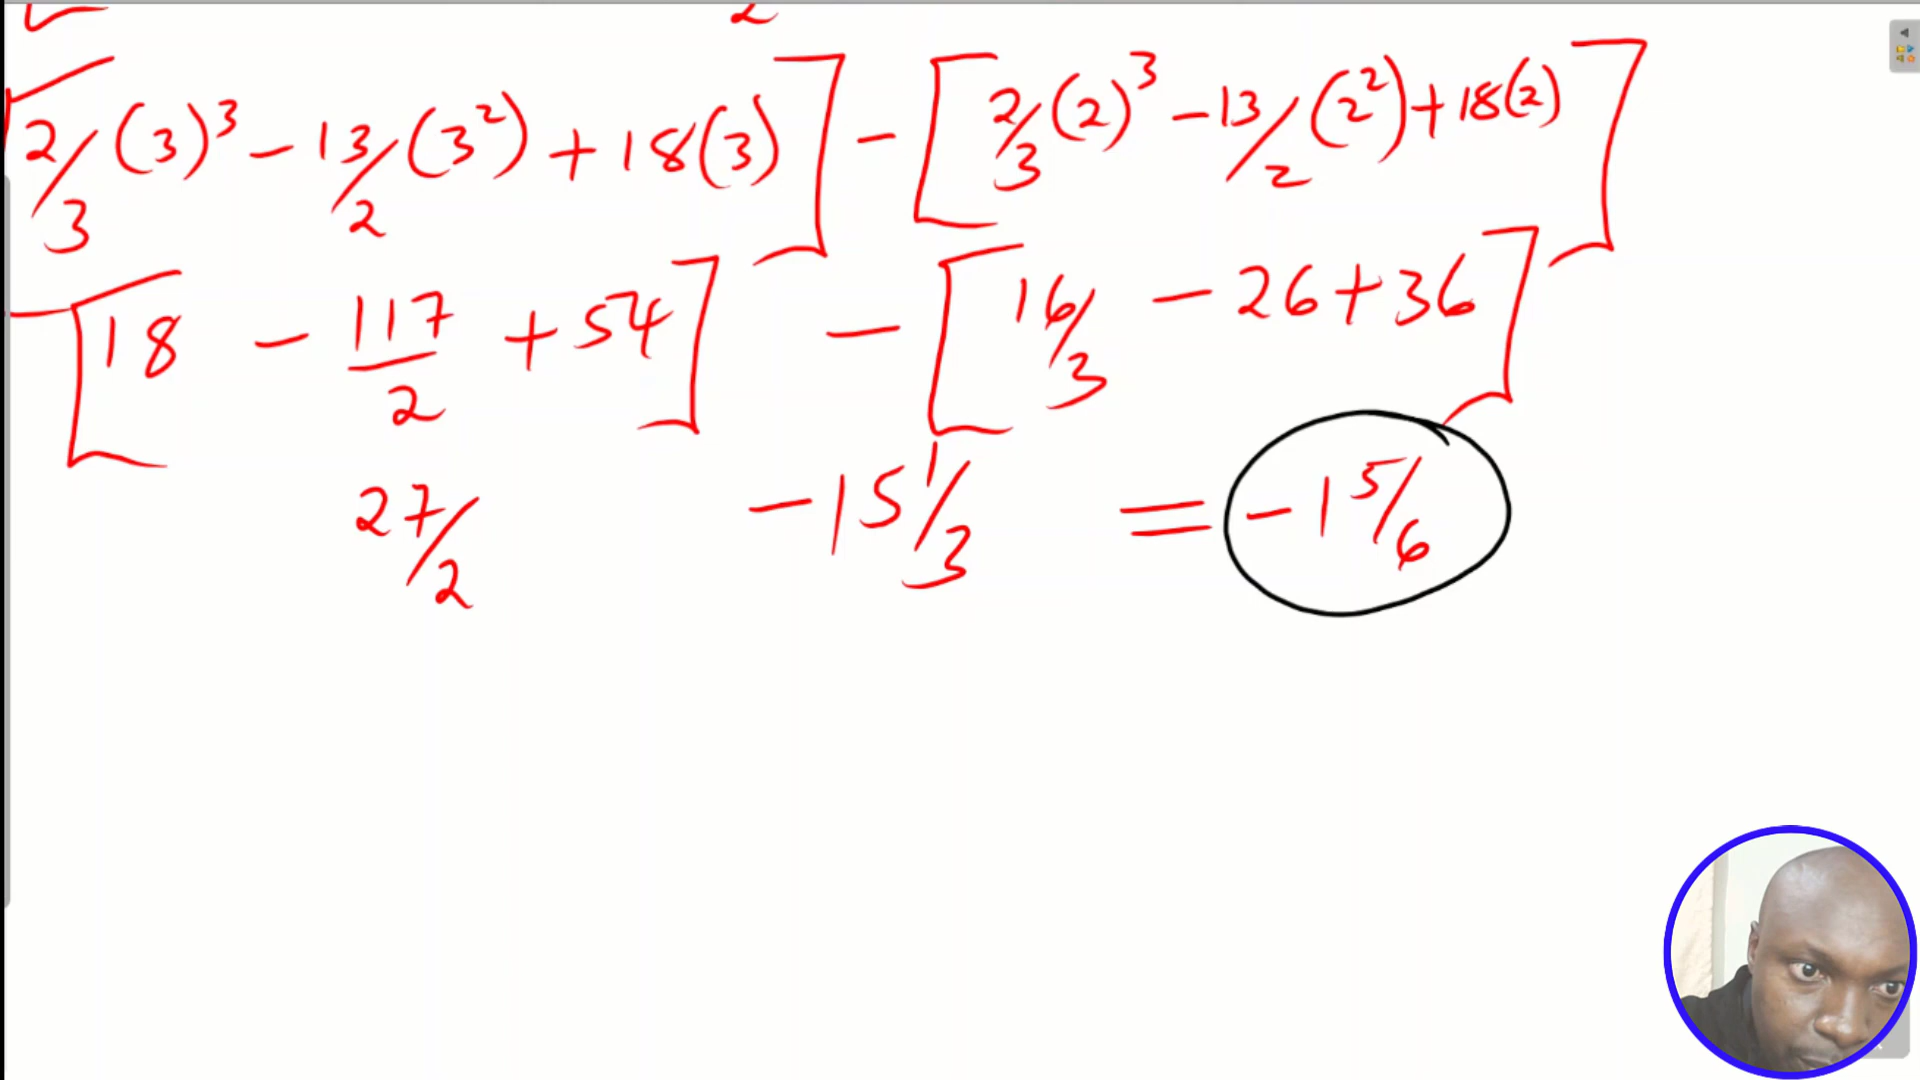 2/3 (3)³ - 13/2 (3²) + 18(3)] - [2/3 (2)³ - 13/2 (2²) + 18(2)]
[18 - 117/2 + 54] - [16/3 - 26 + 36]
27/2 - 15 1/3 = -1 5/6